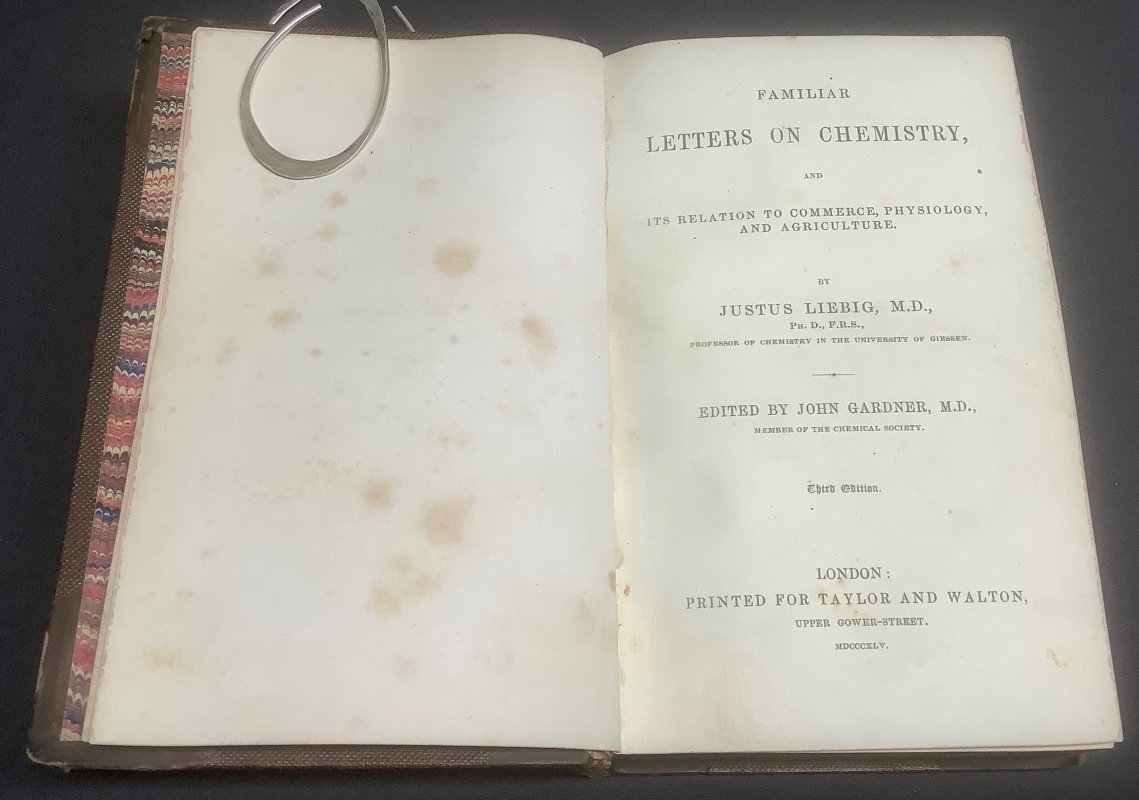 FAMILIAR
LETTERS ON CHEMISTRY,
AND
ITS RELATION TO COMMERCE, PHYSIOLOGY,
AND AGRICULTURE.
BY
JUSTUS LIEBIG, M.D.,
PH. D., F.R.S.,
PROFESSOR OF CHEMISTRY IN THE UNIVERSITY OF GIESSEN.
EDITED BY JOHN GARDNER, M.D.,
MEMBER OF THE CHEMICAL SOCIETY.
Third Edition.
LONDON:
PRINTED FOR TAYLOR AND WALTON,
UPPER GOWER-STREET.
MDCCCXLV.